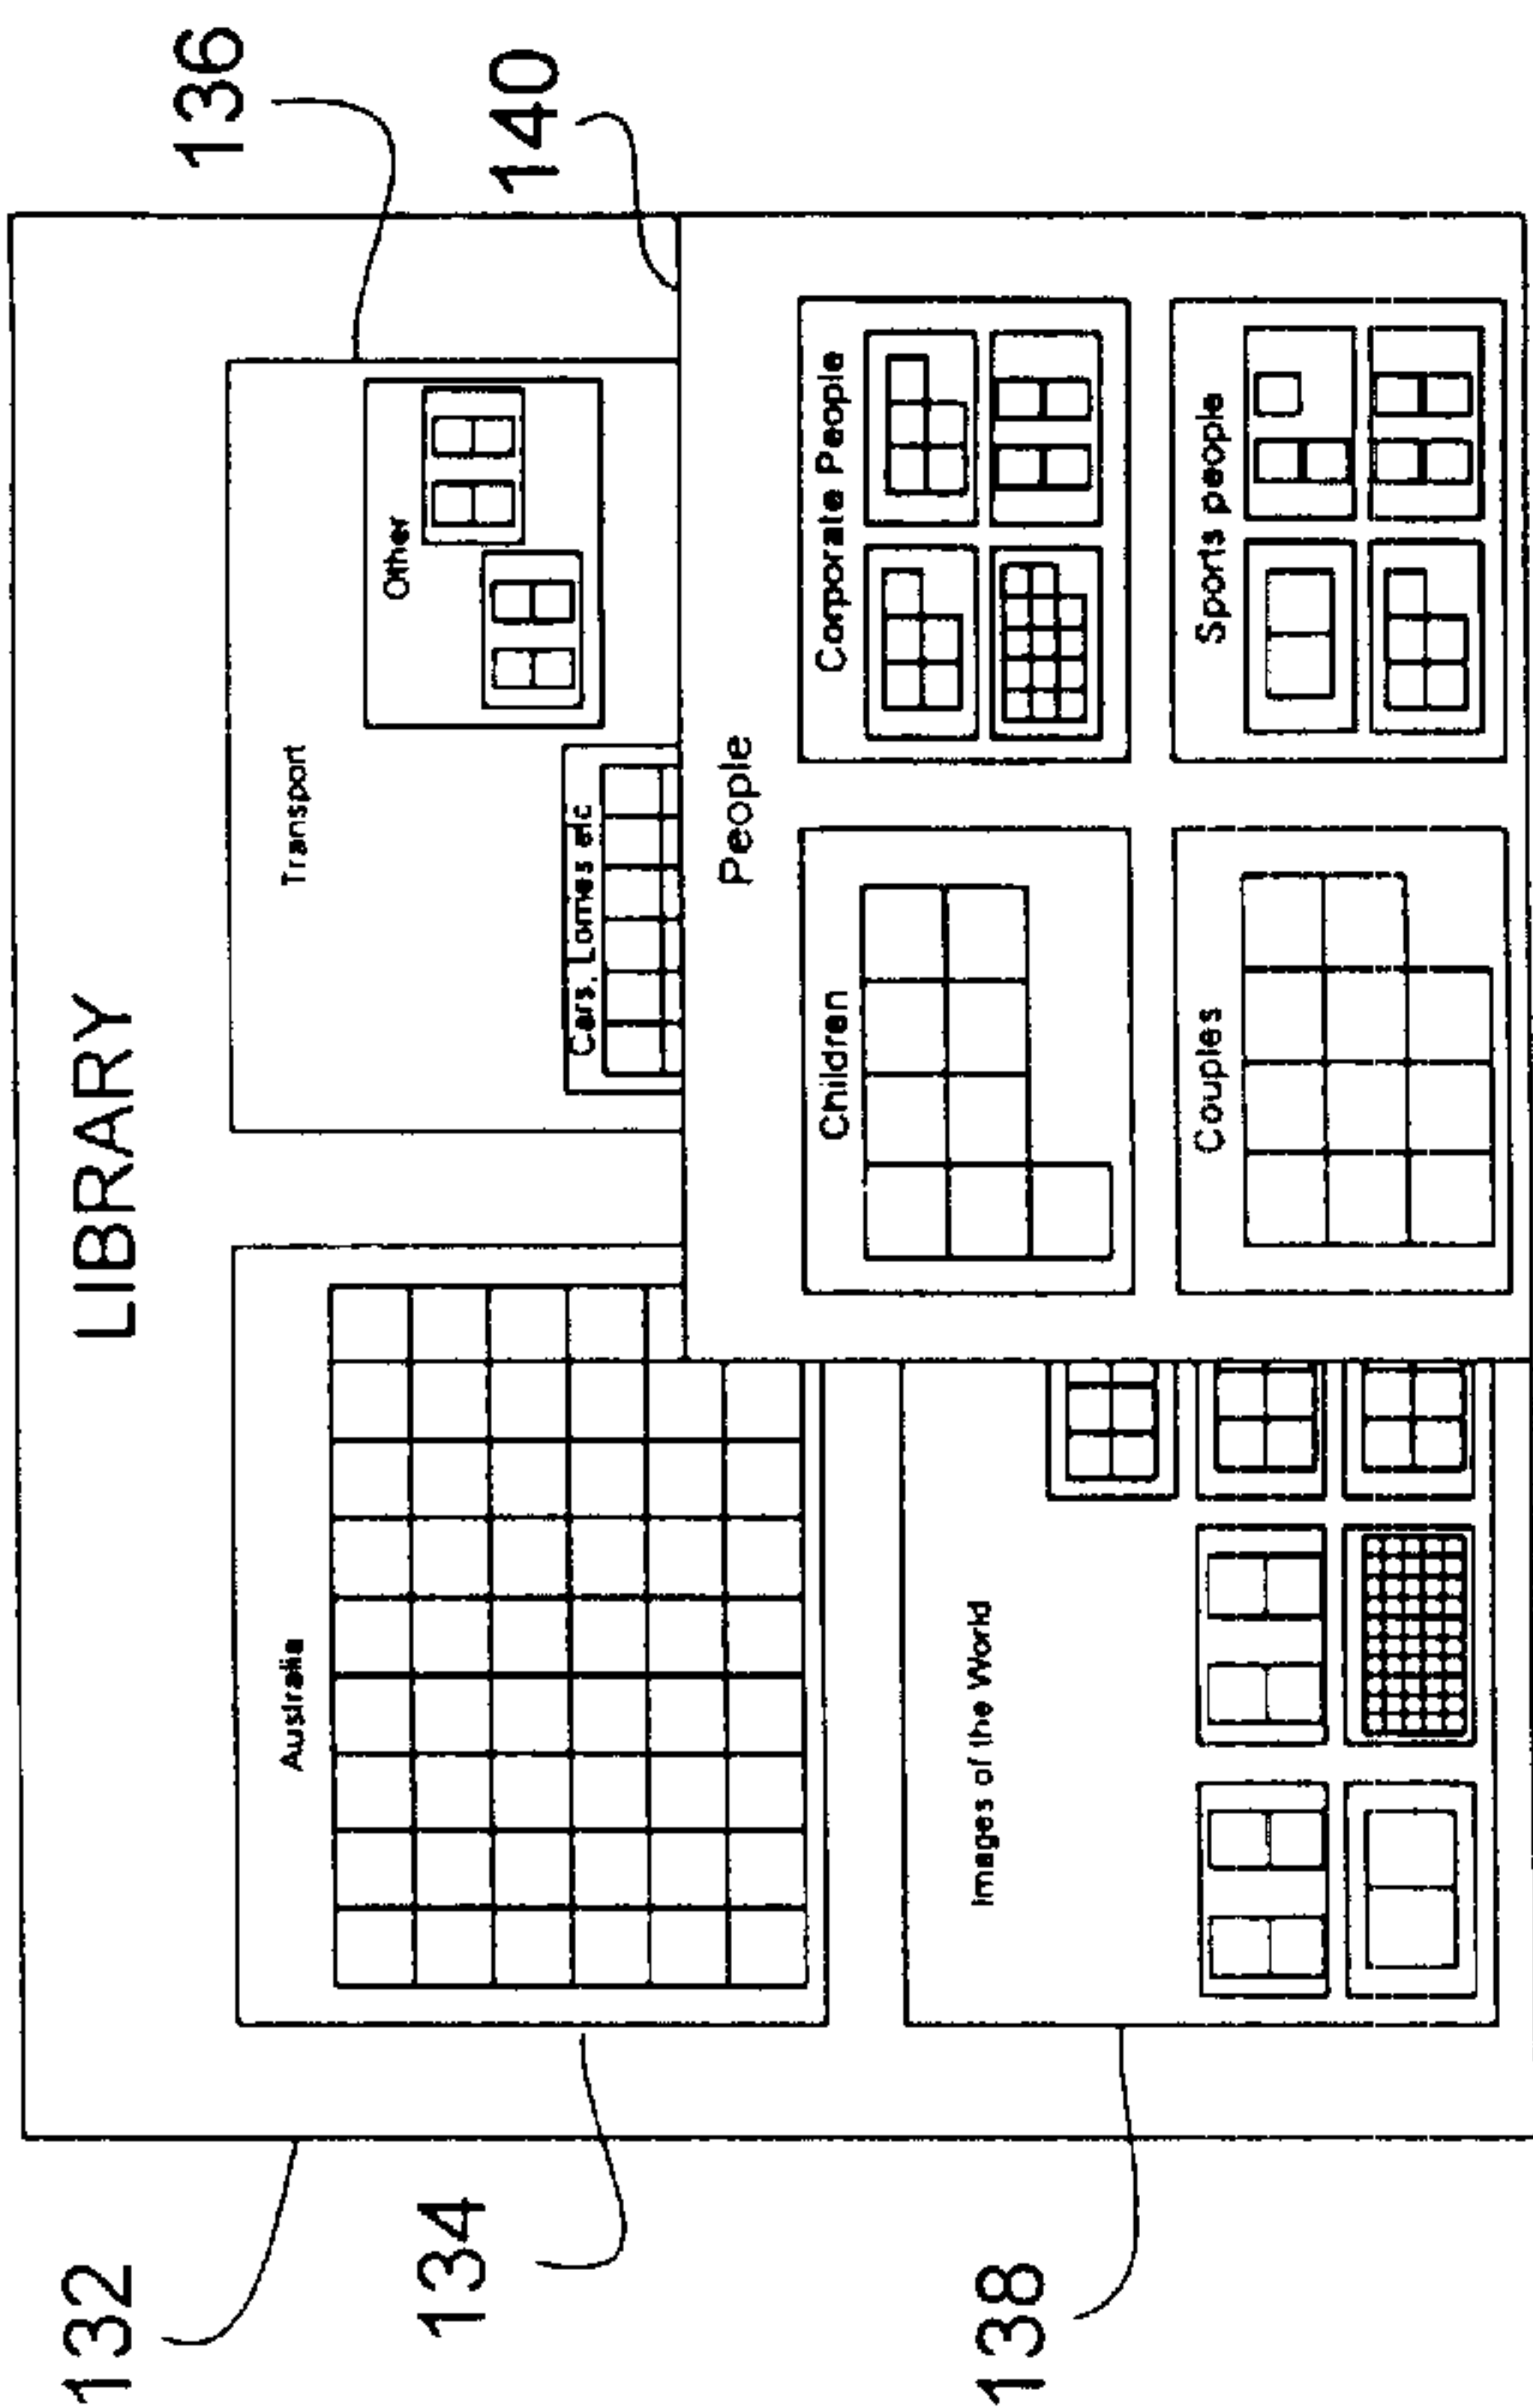 132
LIBRARY
136
Australia
Transport
Other
134
140
Cars, Lorries etc
People
Children
Corporate People
Images of the World
138
Couples
Sports people